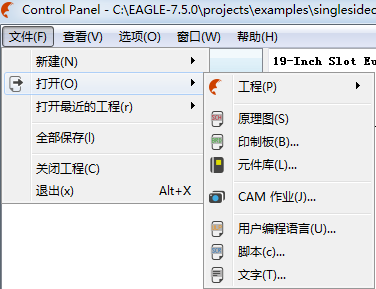 Control Panel - C:\EAGLE-7.5.0\projects\examples\singlesided
文件(F) 查看(V) 选项(O) 窗口(W) 帮助(H)
新建(N)
19-Inch Slot Eu
打开(O)
工程(P)
打开最近的工程(r)
原理图(S)
全部保存(l)
印制板(B)...
元件库(L)...
关闭工程(C)
退出(x) Alt+X
CAM 作业(J)...
用户编程语言(U)...
脚本(c)...
文字(T)...